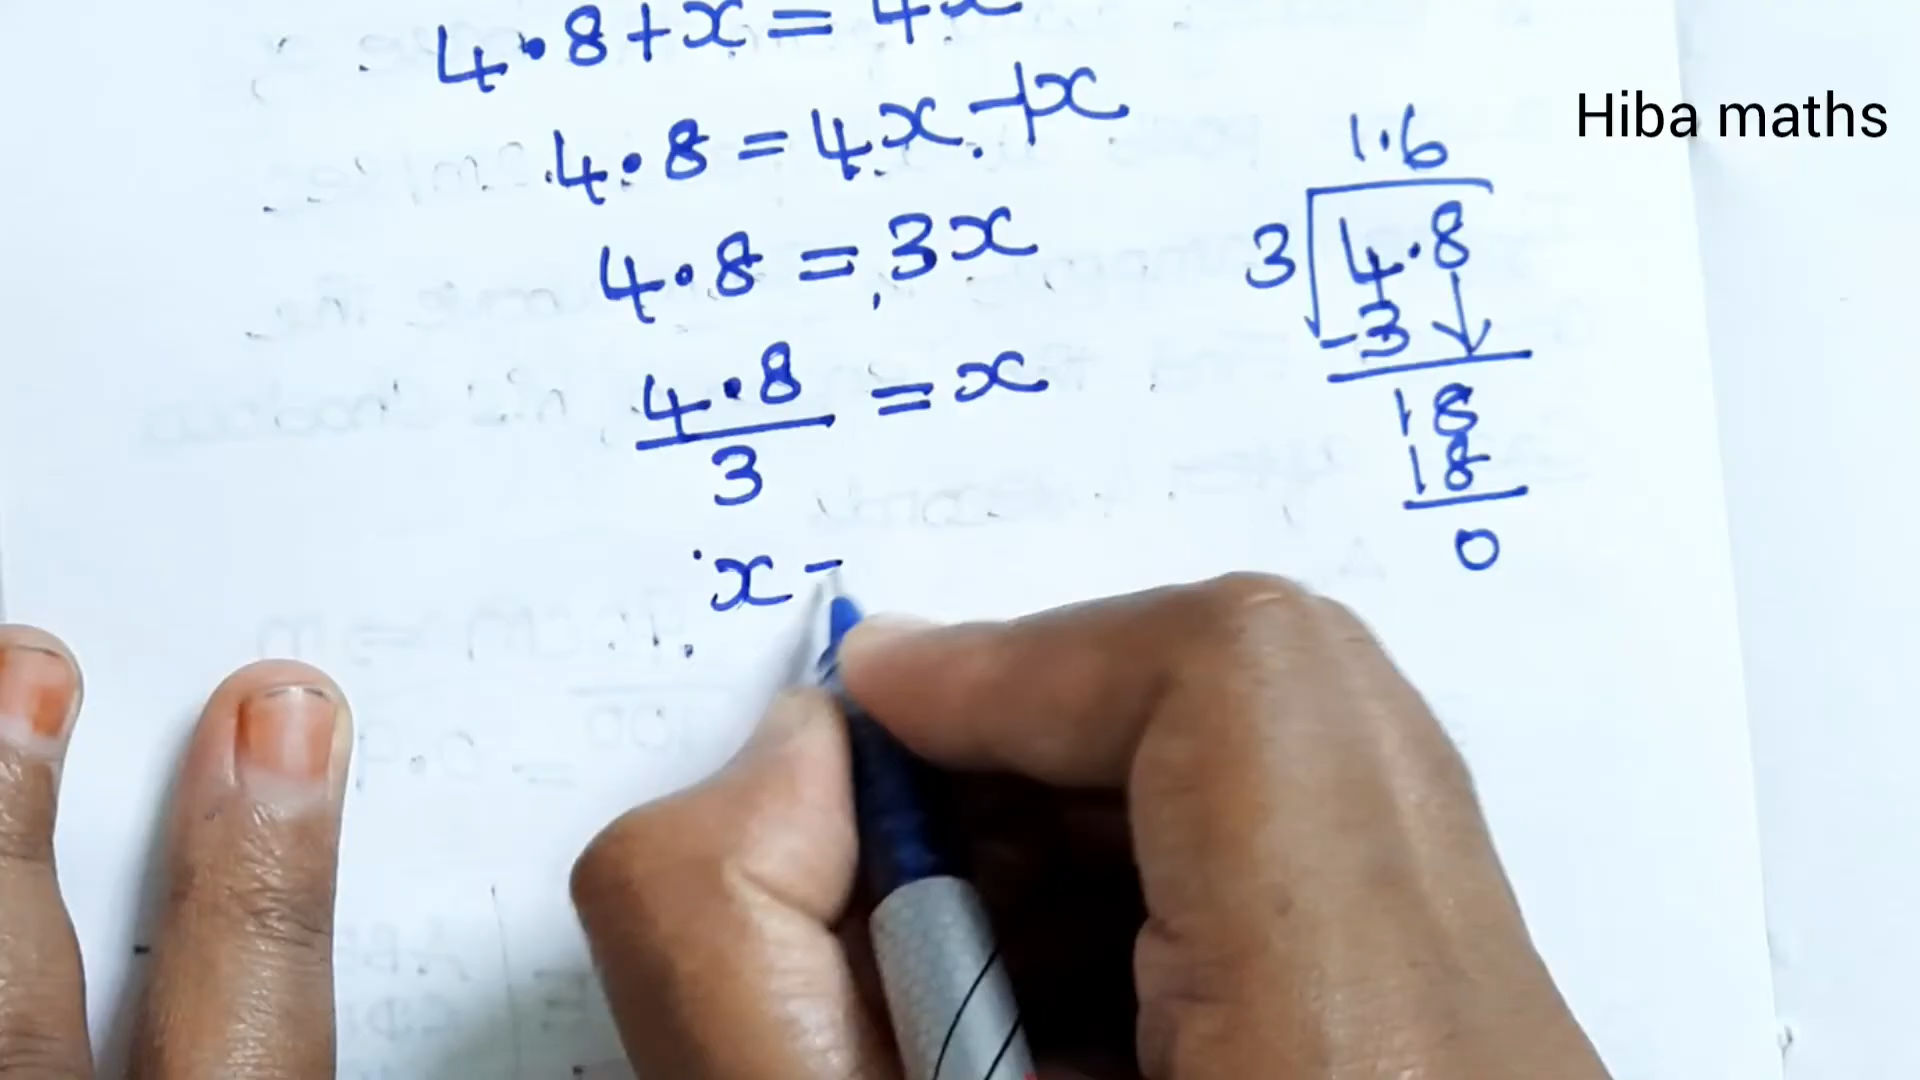 4.8+x=4x
4.8=4x-1x
4.8=3x
4.8/3=x
x=
Hiba maths
1.6
3 4.8
-3
18
18
0